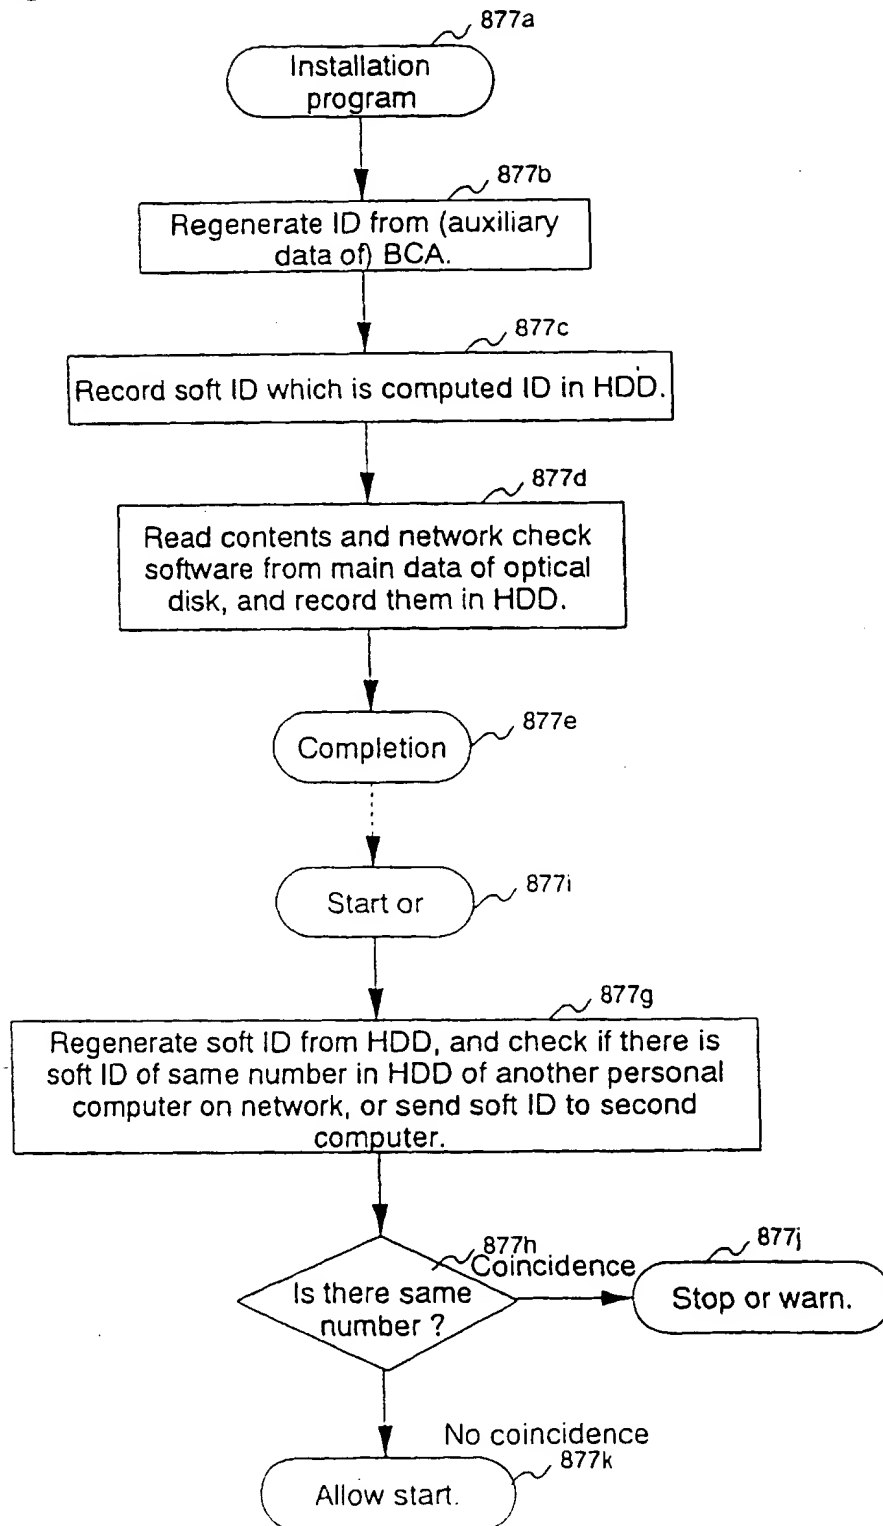 877a
Installation
program
877b
Regenerate ID from (auxiliary
data of) BCA.
877c
Record soft ID which is computed ID in HDD.
877d
Read contents and network check
software from main data of optical
disk, and record them in HDD.
Completion
877e
Start or
877i
877g
Regenerate soft ID from HDD, and check if there is
soft ID of same number in HDD of another personal
computer on network, or send soft ID to second
computer.
877h
Coincidence
877j
Is there same
number ?
Stop or warn.
No coincidence
877k
Allow start.